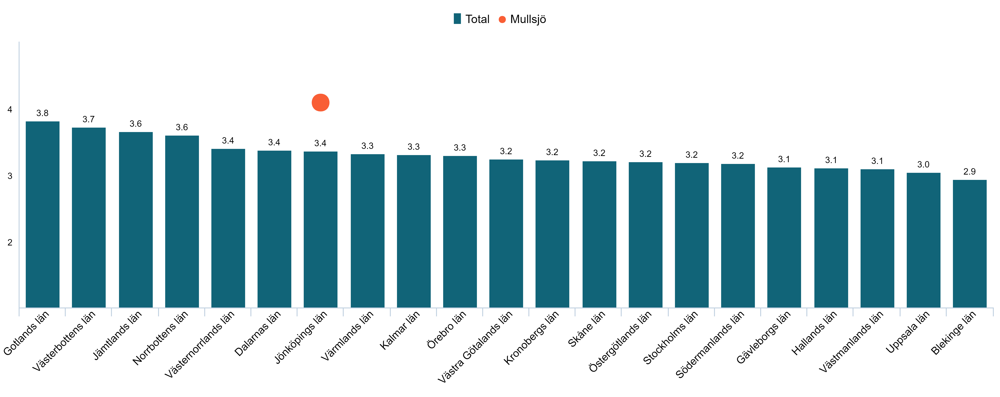 Total Mullsjö
4
3
2
3.8
3.7
3.6
3.6
3.4
3.4
3.4
3.3
3.3
3.3
3.2
3.2
3.2
3.2
3.2
3.2
3.1
3.1
3.1
3.0
2.9
Gotlands län
Västerbottens län
Jämtlands län
Norrbottens län
Västernorrlands län
Dalarnas län
Jönköpings län
Värmlands län
Kalmar län
Örebro län
Västra Götalands län
Kronobergs län
Skåne län
Östergötlands län
Stockholms län
Södermanlands län
Gävleborgs län
Hallands län
Västmanlands län
Uppsala län
Blekinge län